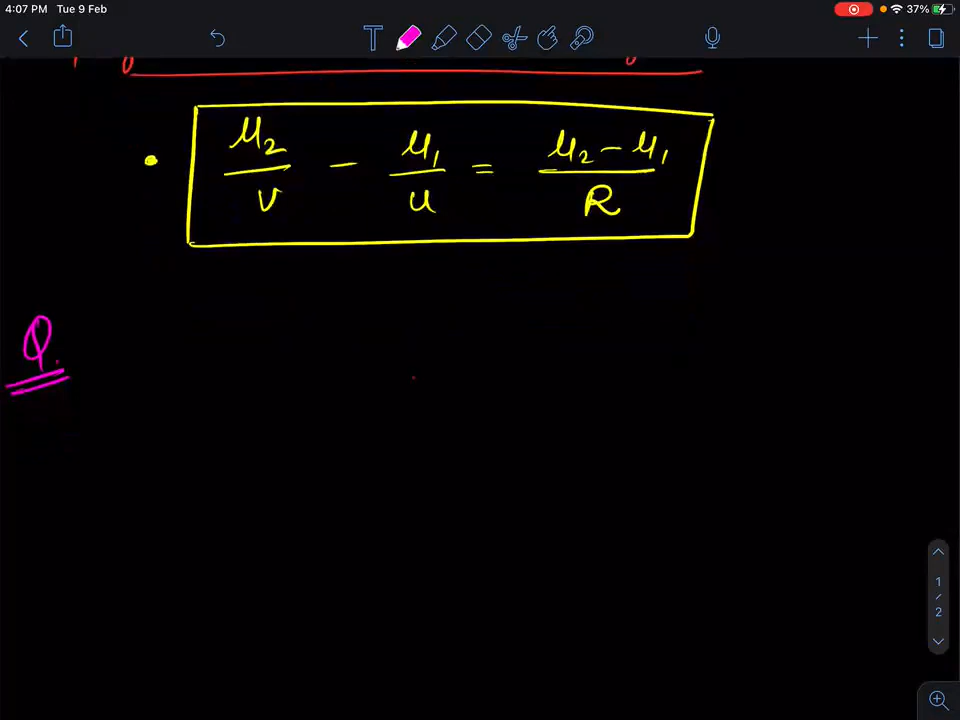 4:07 PM Tue 9 Feb 37%
T
• μ₂/v − μ₁/u = (μ₂ − μ₁)/R
Q.
1
/
2